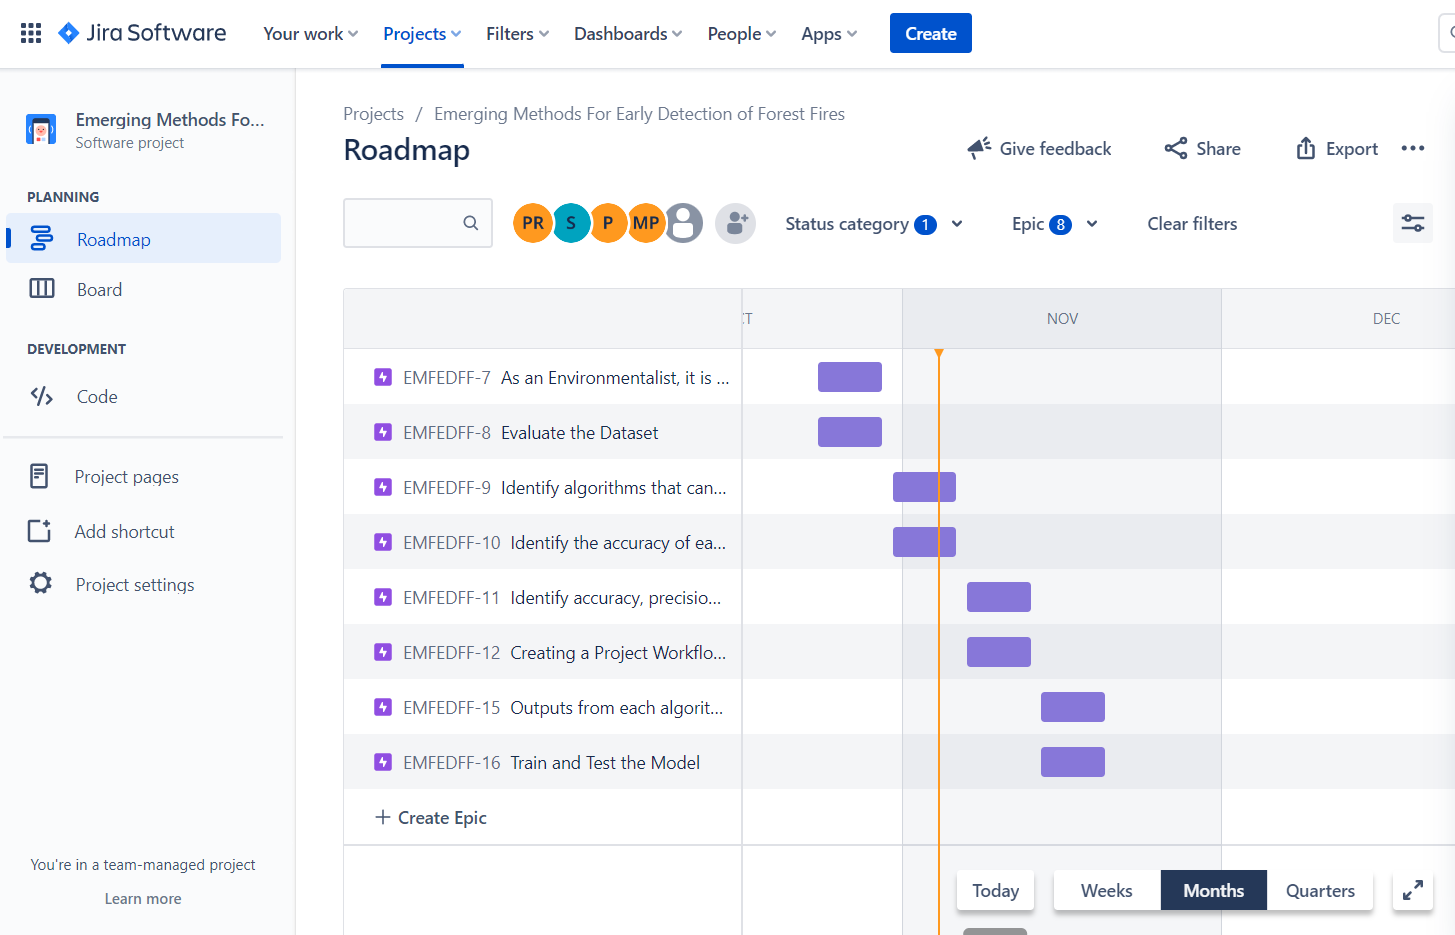 Jira Software Your work Projects Filters Dashboards People Apps Create
Emerging Methods Fo...
Software project
PLANNING
Roadmap
Board
DEVELOPMENT
Code
Project pages
Add shortcut
Project settings
You're in a team-managed project
Learn more
Projects / Emerging Methods For Early Detection of Forest Fires
Roadmap
Give feedback Share Export
PR S P MP Status category 1 Epic 8 Clear filters
NOV DEC
EMFEDFF-7 As an Environmentalist, it is ...
EMFEDFF-8 Evaluate the Dataset
EMFEDFF-9 Identify algorithms that can...
EMFEDFF-10 Identify the accuracy of ea...
EMFEDFF-11 Identify accuracy, precisio...
EMFEDFF-12 Creating a Project Workflo...
EMFEDFF-15 Outputs from each algorit...
EMFEDFF-16 Train and Test the Model
+ Create Epic
Today Weeks Months Quarters